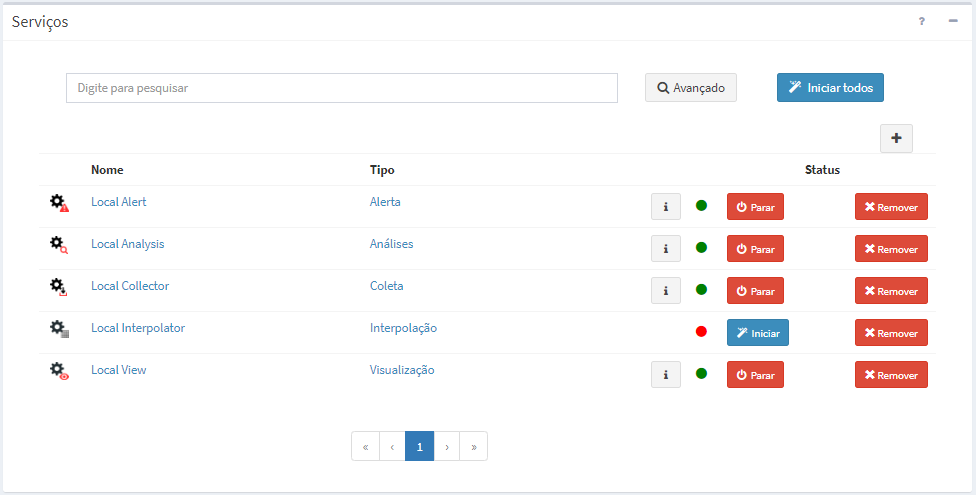 Serviços ? −
Digite para pesquisar Avançado Iniciar todos
+
Nome Tipo Status
Local Alert Alerta i Parar Remover
Local Analysis Análises i Parar Remover
Local Collector Coleta i Parar Remover
Local Interpolator Interpolação Iniciar Remover
Local View Visualização i Parar Remover
« ‹ 1 › »